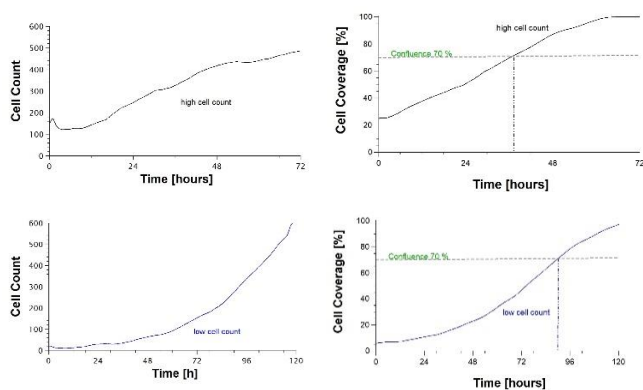 600
500
400
300
200
100
0
Cell Count
high cell count
0 24 48 72
Time [hours]
100
80
60
40
20
0
Cell Coverage [%]
high cell count
Confluence 70 %
0 24 48 72
Time [hours]
600
500
400
300
200
100
0
Cell Count
low cell count
0 24 48 72 96 120
Time [h]
100
80
60
40
20
0
Cell Coverage [%]
Confluence 70 %
low cell count
0 24 48 72 96 120
Time [hours]